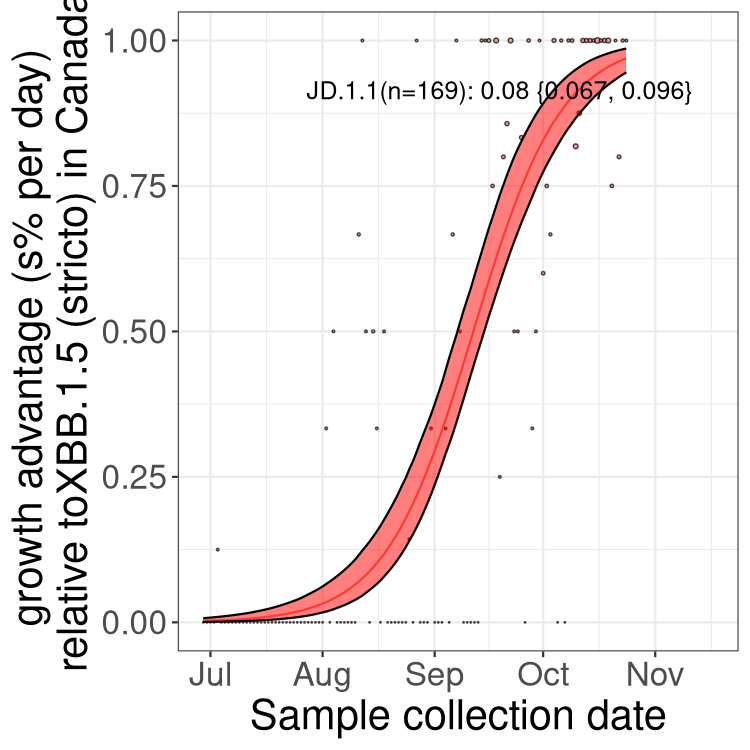 growth advantage (s% per day)
relative toXBB.1.5 (stricto) in Canada
1.00
0.75
0.50
0.25
0.00
JD.1.1(n=169): 0.08 {0.067, 0.096}
Jul Aug Sep Oct Nov
Sample collection date